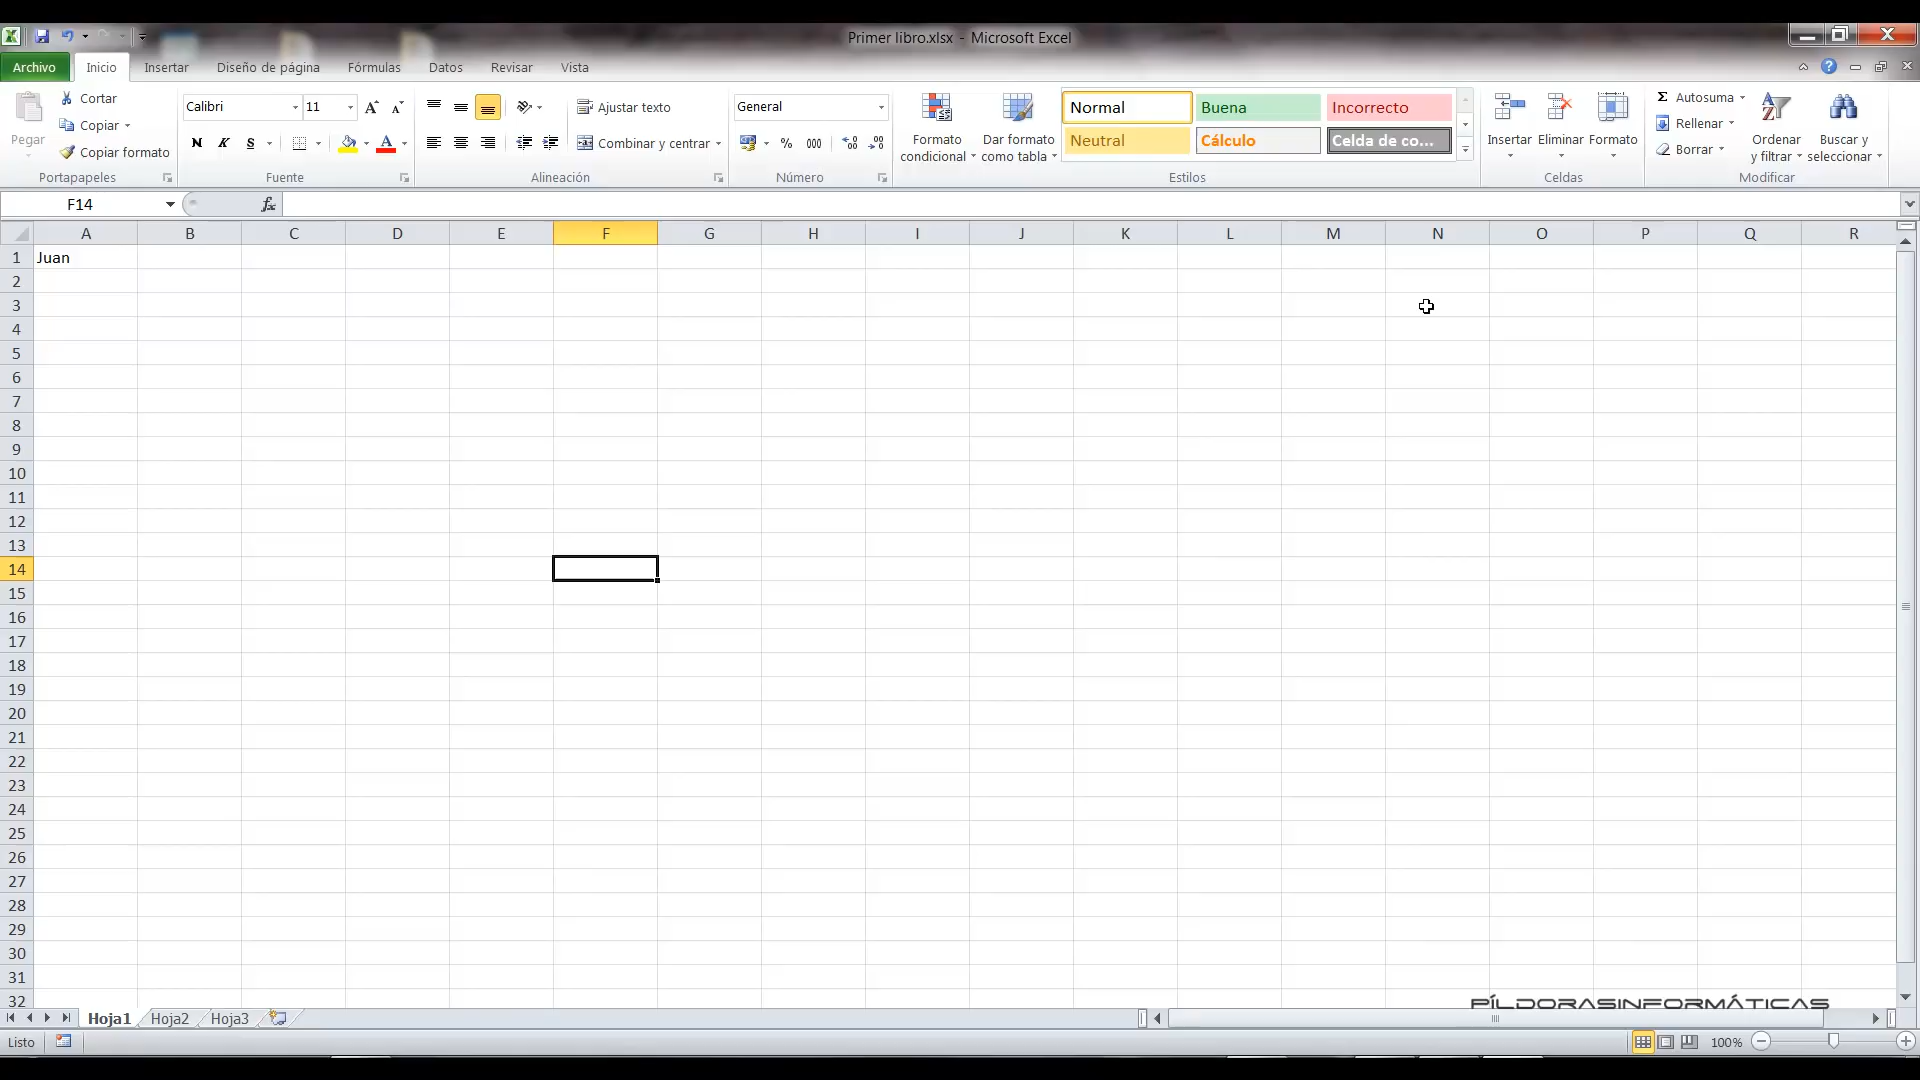 Primer libro.xlsx - Microsoft Excel
Archivo Inicio Insertar Diseño de página Fórmulas Datos Revisar Vista
Pegar
Cortar
Copiar
Copiar formato
Portapapeles
Calibri 11
N K S
A A
A
Fuente
Ajustar texto
Combinar y centrar
Alineación
General
% 000
Número
Formato condicional
Dar formato como tabla
Normal Buena Incorrecto
Neutral Cálculo Celda de co...
Estilos
Insertar Eliminar Formato
Celdas
Σ Autosuma
Rellenar
Borrar
Ordenar y filtrar
Buscar y seleccionar
Modificar
F14 fx
A B C D E F G H I J K L M N O P Q R
1 Juan
2
3
4
5
6
7
8
9
10
11
12
13
14
15
16
17
18
19
20
21
22
23
24
25
26
27
28
29
30
31
32
PÍLDORASINFORMÁTICAS
Hoja1 Hoja2 Hoja3
Listo 100%